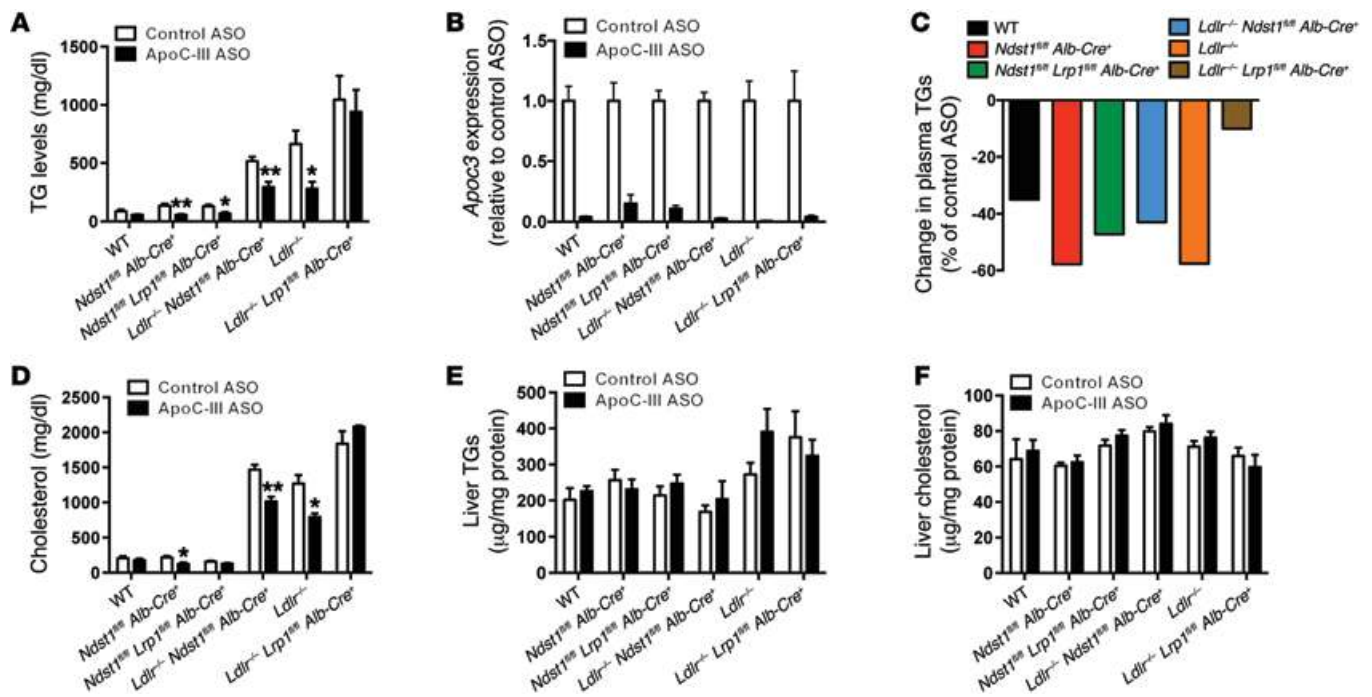 A
Control ASO
ApoC-III ASO
TG levels (mg/dl)
1500
1000
500
0
**
*
**
*
WT
Ndst1fl/fl Alb-Cre+
Ndst1fl/fl Lrp1fl/fl Alb-Cre+
Ldlr–/– Ndst1fl/fl Alb-Cre+
Ldlr–/–
Ldlr–/– Lrp1fl/fl Alb-Cre+
B
Control ASO
ApoC-III ASO
Apoc3 expression
(relative to control ASO)
1.5
1.0
0.5
0.0
WT
Ndst1fl/fl Alb-Cre+
Ndst1fl/fl Lrp1fl/fl Alb-Cre+
Ldlr–/– Ndst1fl/fl Alb-Cre+
Ldlr–/–
Ldlr–/– Lrp1fl/fl Alb-Cre+
C
WT
Ndst1fl/fl Alb-Cre+
Ndst1fl/fl Lrp1fl/fl Alb-Cre+
Ldlr–/– Ndst1fl/fl Alb-Cre+
Ldlr–/–
Ldlr–/– Lrp1fl/fl Alb-Cre+
Change in plasma TGs
(% of control ASO)
0
-20
-40
-60
D
Control ASO
ApoC-III ASO
Cholesterol (mg/dl)
2500
2000
1500
1000
500
0
*
**
*
WT
Ndst1fl/fl Alb-Cre+
Ndst1fl/fl Lrp1fl/fl Alb-Cre+
Ldlr–/– Ndst1fl/fl Alb-Cre+
Ldlr–/–
Ldlr–/– Lrp1fl/fl Alb-Cre+
E
Control ASO
ApoC-III ASO
Liver TGs
(µg/mg protein)
500
400
300
200
100
0
WT
Ndst1fl/fl Alb-Cre+
Ndst1fl/fl Lrp1fl/fl Alb-Cre+
Ldlr–/– Ndst1fl/fl Alb-Cre+
Ldlr–/–
Ldlr–/– Lrp1fl/fl Alb-Cre+
F
Control ASO
ApoC-III ASO
Liver cholesterol
(µg/mg protein)
100
80
60
40
20
0
WT
Ndst1fl/fl Alb-Cre+
Ndst1fl/fl Lrp1fl/fl Alb-Cre+
Ldlr–/– Ndst1fl/fl Alb-Cre+
Ldlr–/–
Ldlr–/– Lrp1fl/fl Alb-Cre+